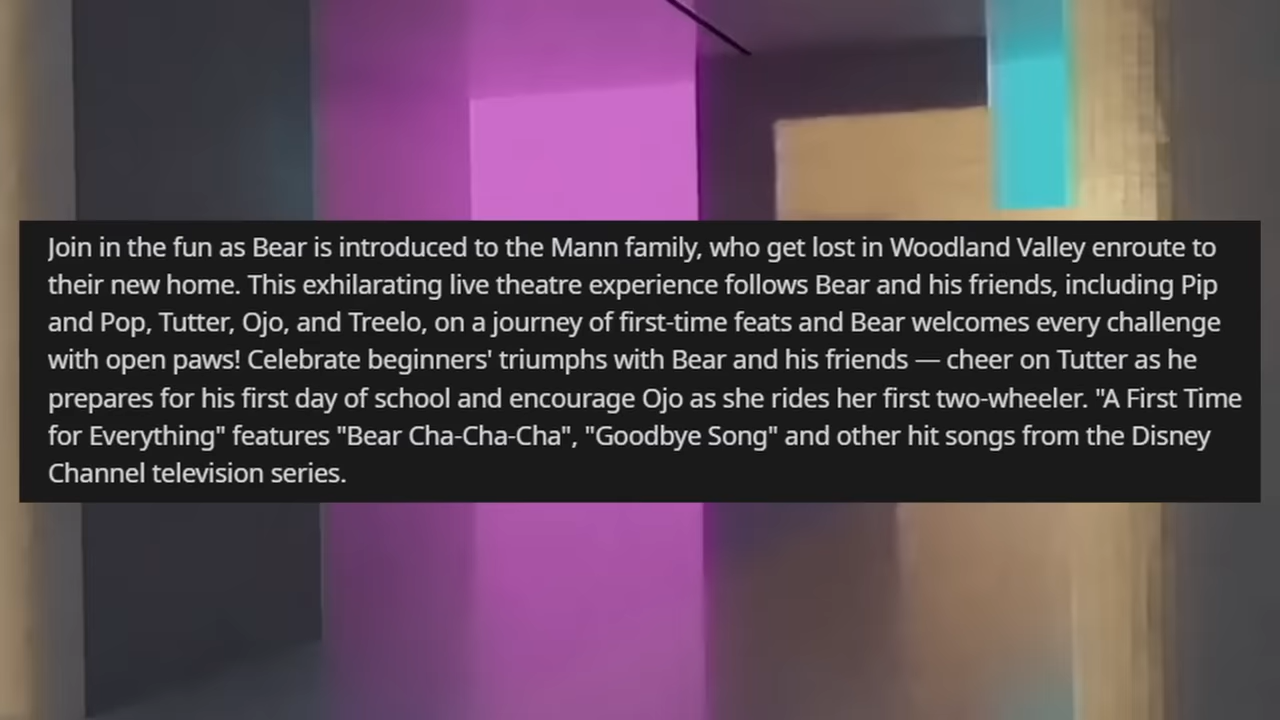 Join in the fun as Bear is introduced to the Mann family, who get lost in Woodland Valley enroute to
their new home. This exhilarating live theatre experience follows Bear and his friends, including Pip
and Pop, Tutter, Ojo, and Treelo, on a journey of first-time feats and Bear welcomes every challenge
with open paws! Celebrate beginners' triumphs with Bear and his friends — cheer on Tutter as he
prepares for his first day of school and encourage Ojo as she rides her first two-wheeler. "A First Time
for Everything" features "Bear Cha-Cha-Cha", "Goodbye Song" and other hit songs from the Disney
Channel television series.